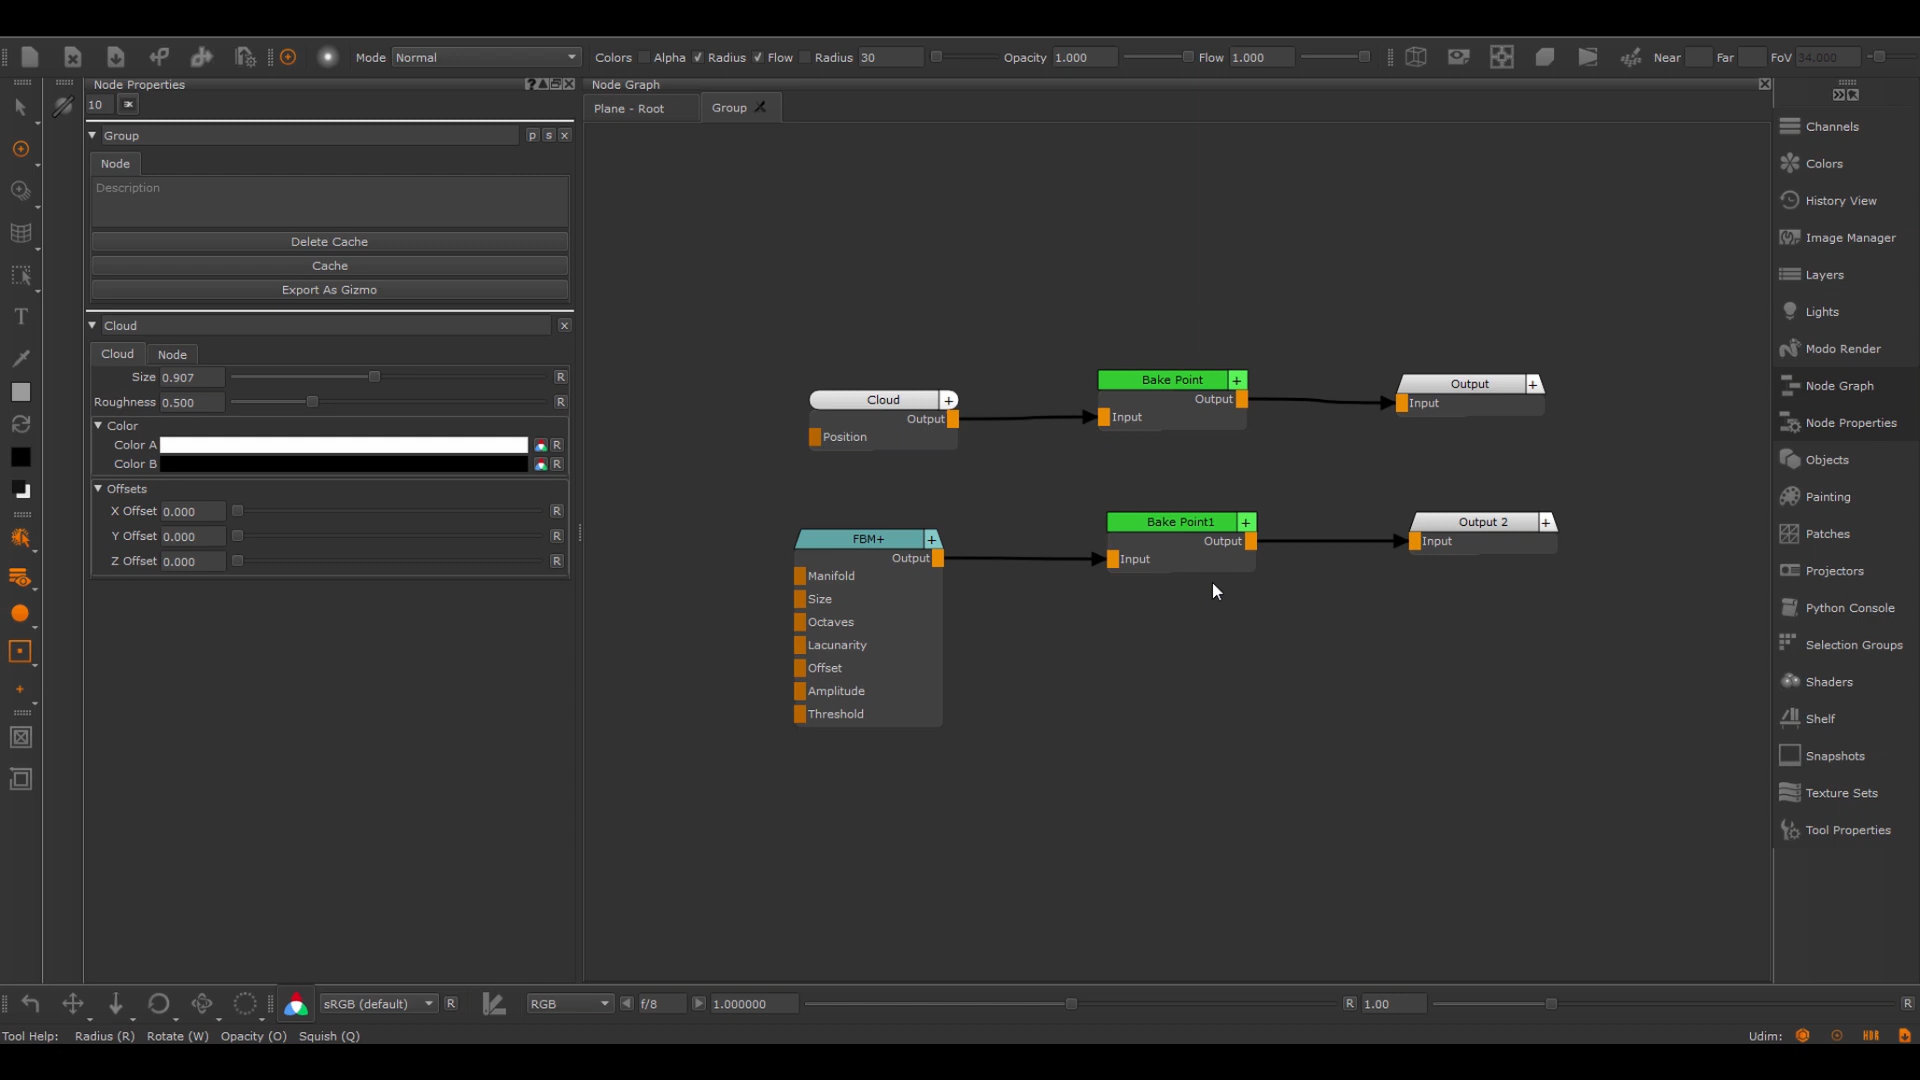 Mode Normal Colors Alpha Radius Flow Radius 30 Opacity 1.000 Flow 1.000 Near Far FoV 34.000
Node Properties
10
Group p s x
Node
Description
Delete Cache
Cache
Export As Gizmo
Cloud x
Cloud Node
Size 0.907 R
Roughness 0.500 R
Color
Color A R
Color B R
Offsets
X Offset 0.000 R
Y Offset 0.000 R
Z Offset 0.000 R
Node Graph
Plane - Root Group
Cloud +
Output
Position
Bake Point +
Output
Input
Output +
Input
FBM+ +
Output
Manifold
Size
Octaves
Lacunarity
Offset
Amplitude
Threshold
Bake Point1 +
Output
Input
Output 2 +
Input
Channels
Colors
History View
Image Manager
Layers
Lights
Modo Render
Node Graph
Node Properties
Objects
Painting
Patches
Projectors
Python Console
Selection Groups
Shaders
Shelf
Snapshots
Texture Sets
Tool Properties
sRGB (default) R RGB f/8 1.000000 R 1.00 R
Tool Help: Radius (R) Rotate (W) Opacity (O) Squish (Q) Udim: HDR